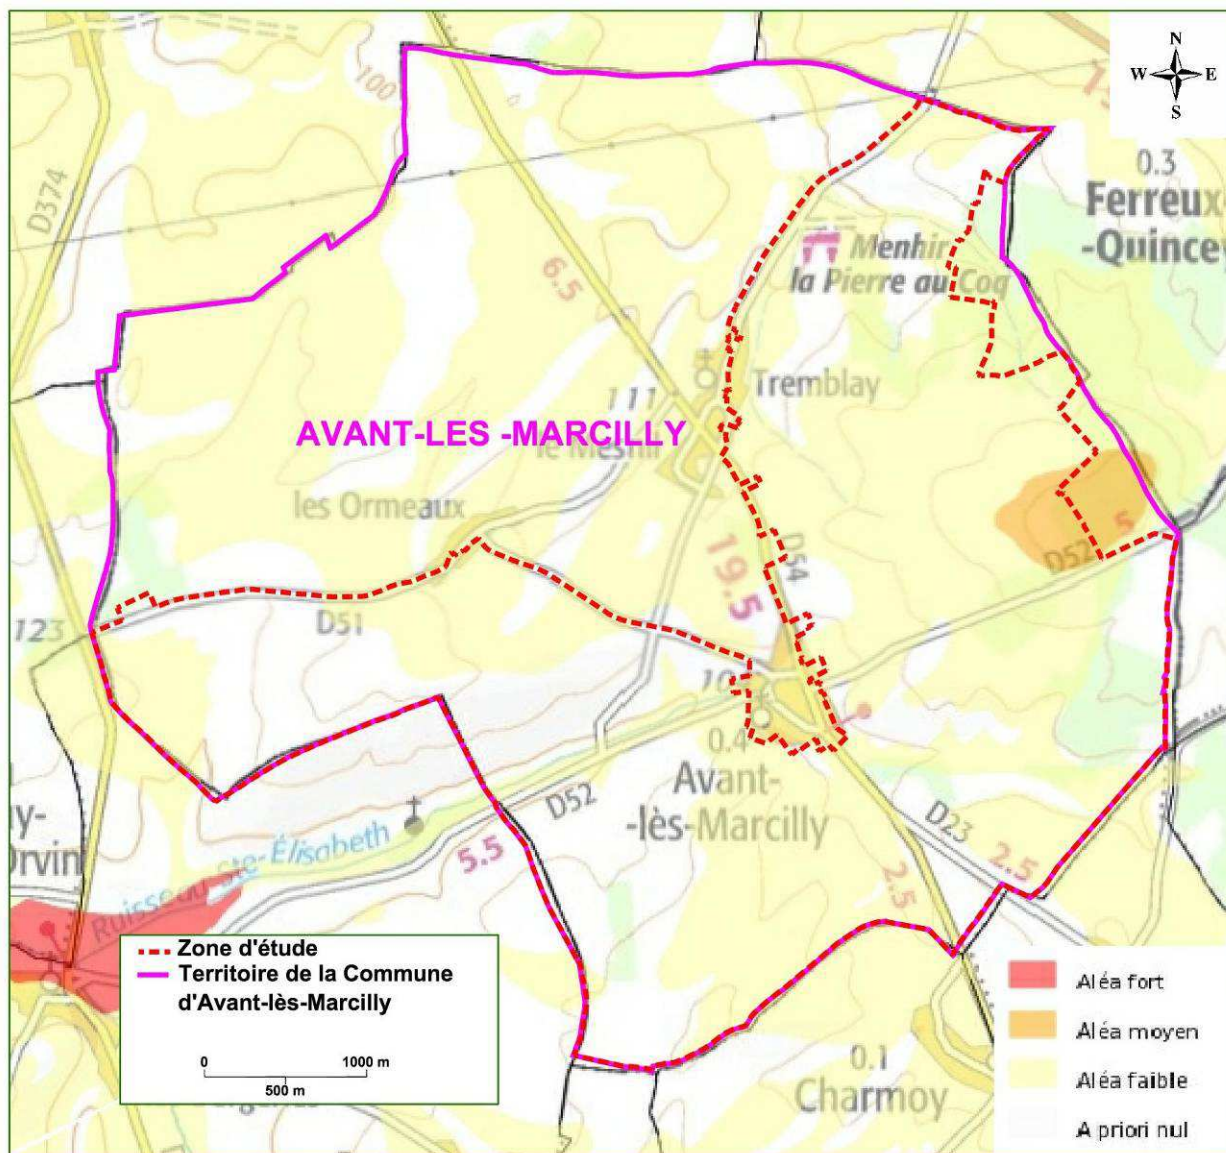 N
W E
S
100
1
D374
0.3
Ferreux-
-Quincey
6.5
Menhir
la Pierre au Coq
Tremblay
111
AVANT-LES -MARCILLY
le Mesnil
les Ormeaux
D52
5
19.5
D54
123
D51
10
0.4
Avant-
-lès-Marcilly
D52
D23
y-
Orvin
Ruisseau Ste-Élisabeth
5.5
2.5
2.5
Zone d'étude
Territoire de la Commune
d'Avant-lès-Marcilly
0 1000 m
500 m
0.1
Charmoy
Aléa fort
Aléa moyen
Aléa faible
A priori nul